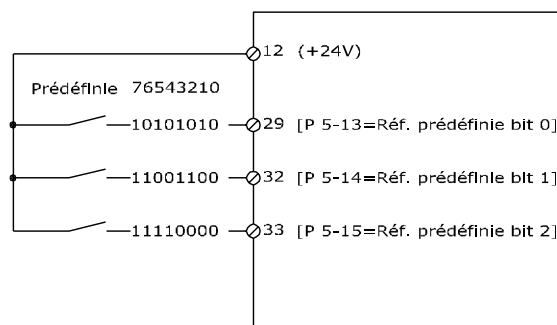 12 (+24V)
Prédéfinie 76543210
10101010 29 [P 5-13=Réf. prédéfinie bit 0]
11001100 32 [P 5-14=Réf. prédéfinie bit 1]
11110000 33 [P 5-15=Réf. prédéfinie bit 2]